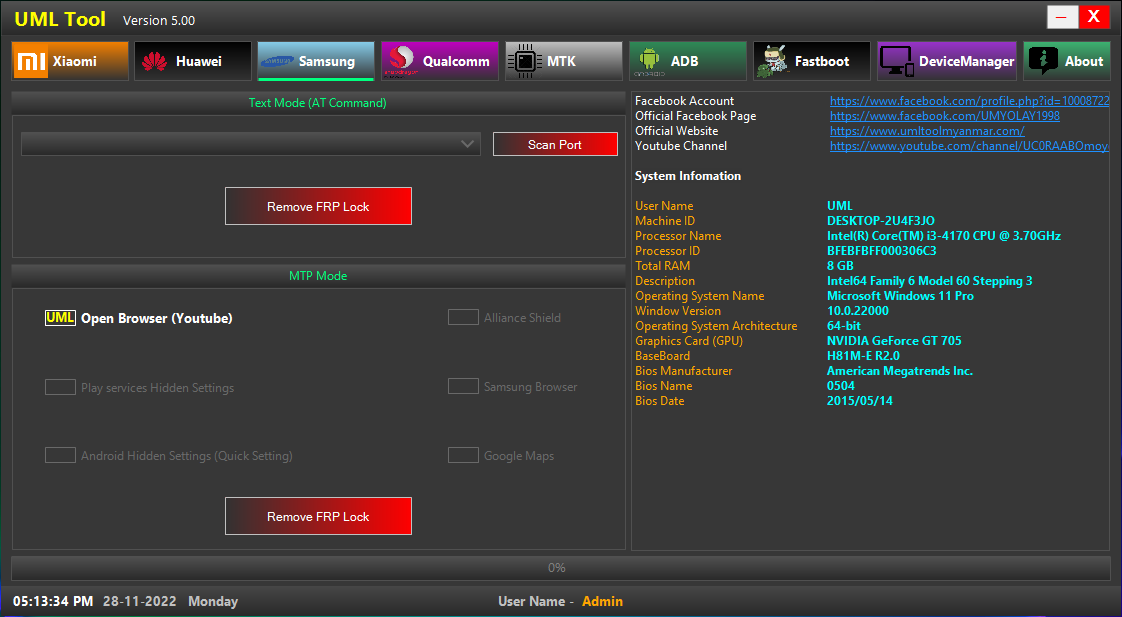 UML Tool Version 5.00
— X
mi Xiaomi Huawei SAMSUNG Samsung snapdragon Qualcomm MTK ANDROID ADB Fastboot DeviceManager i About
Text Mode (AT Command)
Scan Port
Remove FRP Lock
MTP Mode
UML Open Browser (Youtube) Alliance Shield
Play services Hidden Settings Samsung Browser
Android Hidden Settings (Quick Setting) Google Maps
Remove FRP Lock
Facebook Account https://www.facebook.com/profile.php?id=10008722
Official Facebook Page https://www.facebook.com/UMYOLAY1998
Official Website https://www.umltoolmyanmar.com/
Youtube Channel https://www.youtube.com/channel/UC0RAABOmoy
System Infomation
User Name UML
Machine ID DESKTOP-2U4F3JO
Processor Name Intel(R) Core(TM) i3-4170 CPU @ 3.70GHz
Processor ID BFEBFBFF000306C3
Total RAM 8 GB
Description Intel64 Family 6 Model 60 Stepping 3
Operating System Name Microsoft Windows 11 Pro
Window Version 10.0.22000
Operating System Architecture 64-bit
Graphics Card (GPU) NVIDIA GeForce GT 705
BaseBoard H81M-E R2.0
Bios Manufacturer American Megatrends Inc.
Bios Name 0504
Bios Date 2015/05/14
0%
05:13:34 PM 28-11-2022 Monday User Name - Admin